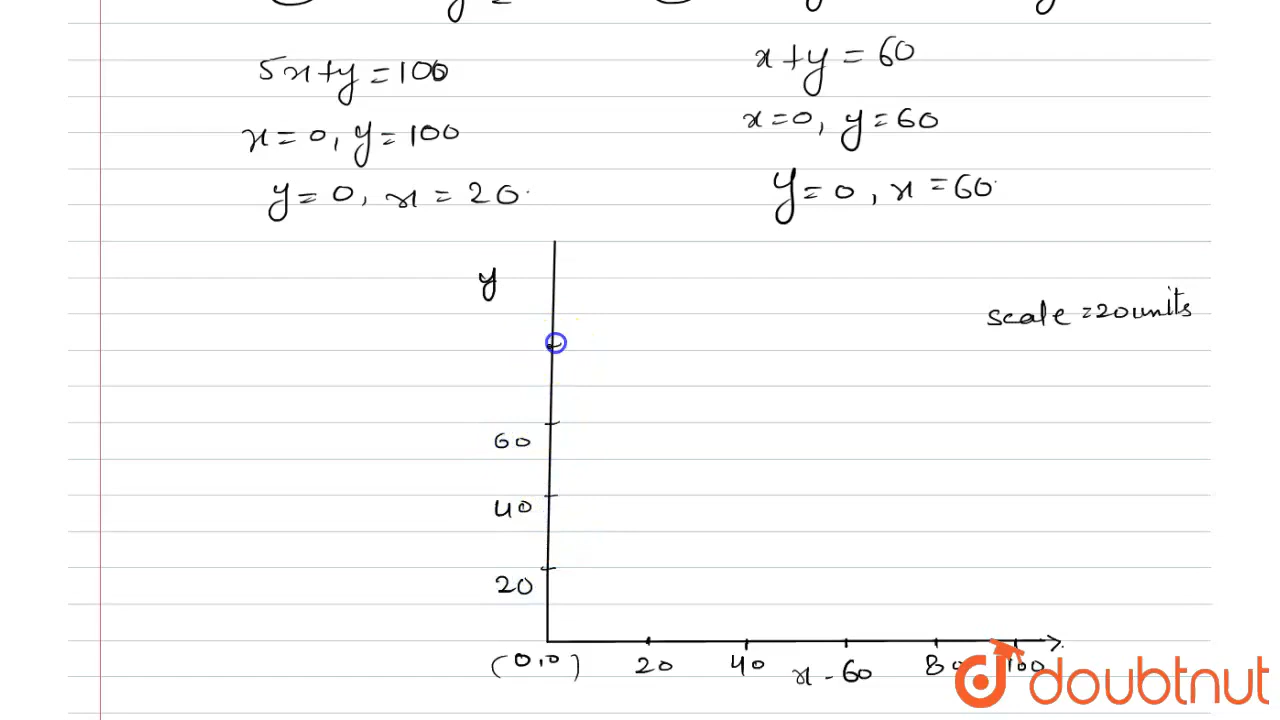 5x+y=100
x=0, y=100
y=0, x=20.
x+y=60
x=0, y=60
y=0, x=60.
y
scale=20units
60
40
20
(0,0)
20
40
x-60
80
100
doubtnut